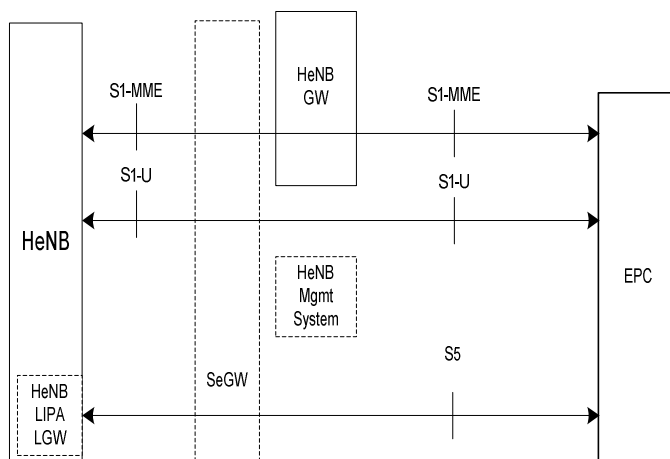 HeNB
GW
S1-MME
S1-MME
S1-U
S1-U
HeNB
HeNB
Mgmt
System
EPC
S5
SeGW
HeNB
LIPA
LGW